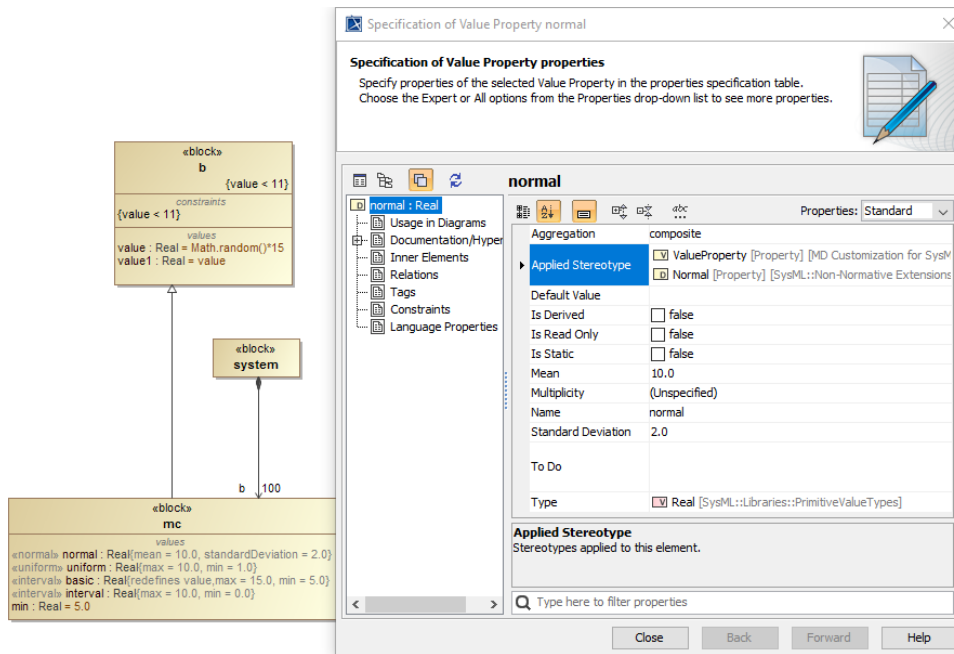 «block»
b
{value < 11}
constraints
{value < 11}
values
value : Real = Math.random()*15
value1 : Real = value
«block»
system
b 100
«block»
mc
values
«normal» normal : Real{mean = 10.0, standardDeviation = 2.0}
«uniform» uniform : Real{max = 10.0, min = 1.0}
«interval» basic : Real{redefines value,max = 15.0, min = 5.0}
«interval» interval : Real{max = 10.0, min = 0.0}
min : Real = 5.0
Specification of Value Property normal
Specification of Value Property properties
Specify properties of the selected Value Property in the properties specification table.
Choose the Expert or All options from the Properties drop-down list to see more properties.
normal : Real
Usage in Diagrams
Documentation/Hyper
Inner Elements
Relations
Tags
Constraints
Language Properties
normal
Properties: Standard
Aggregation composite
Applied Stereotype V ValueProperty [Property] [MD Customization for SysM
D Normal [Property] [SysML::Non-Normative Extensions
Default Value
Is Derived false
Is Read Only false
Is Static false
Mean 10.0
Multiplicity (Unspecified)
Name normal
Standard Deviation 2.0
To Do
Type V Real [SysML::Libraries::PrimitiveValueTypes]
Applied Stereotype
Stereotypes applied to this element.
Type here to filter properties
Close Back Forward Help